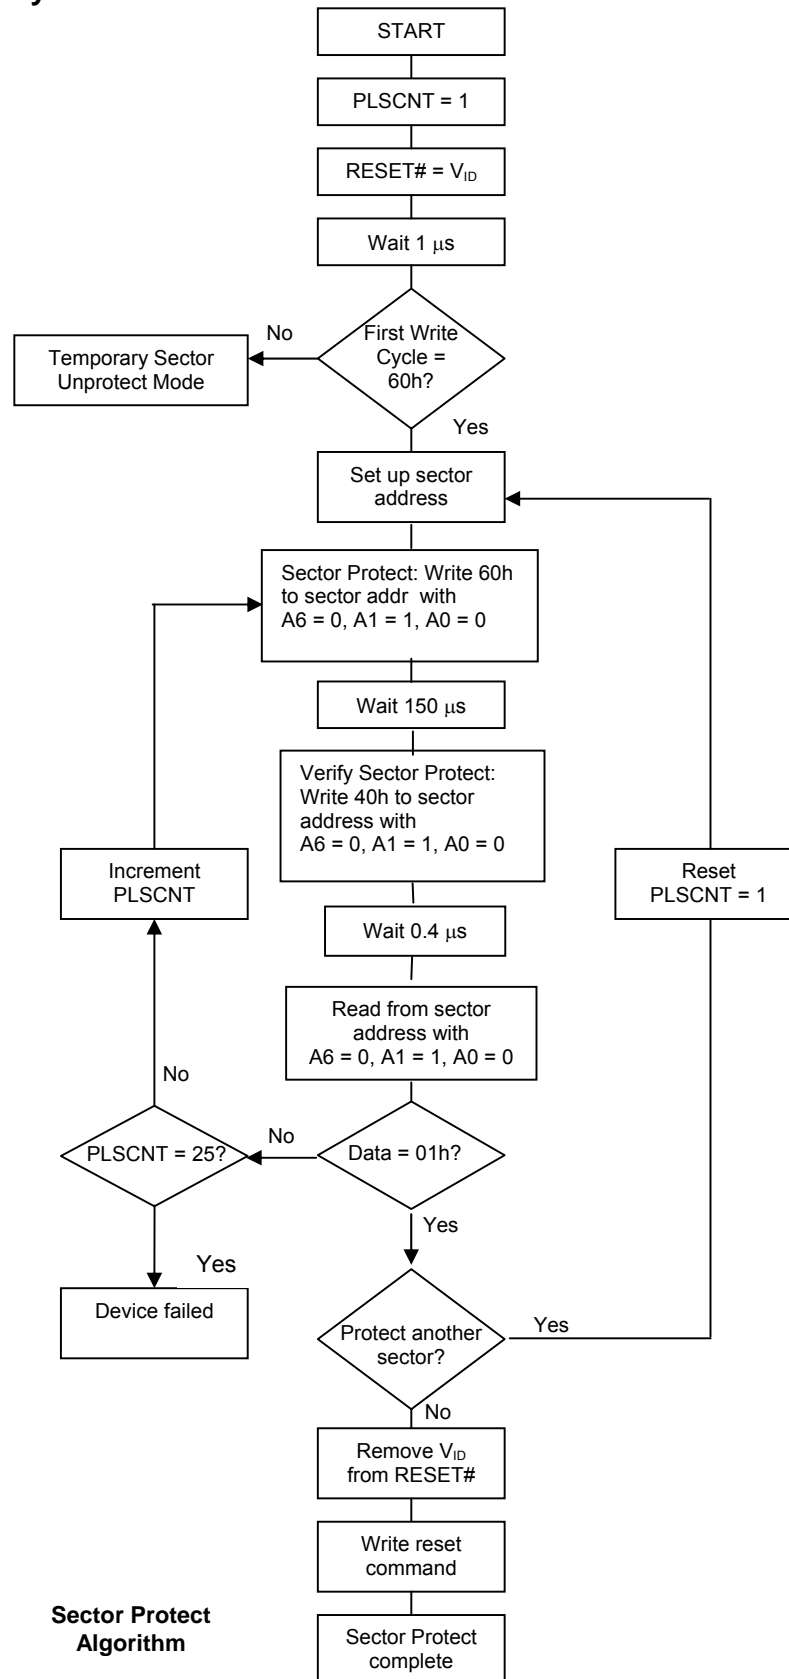 START
PLSCNT = 1
RESET# = VID
Wait 1 μs
First Write
Cycle =
60h?
No
Temporary Sector
Unprotect Mode
Yes
Set up sector
address
Sector Protect: Write 60h
to sector addr with
A6 = 0, A1 = 1, A0 = 0
Wait 150 μs
Verify Sector Protect:
Write 40h to sector
address with
A6 = 0, A1 = 1, A0 = 0
Increment
PLSCNT
Reset
PLSCNT = 1
Wait 0.4 μs
Read from sector
address with
A6 = 0, A1 = 1, A0 = 0
No
PLSCNT = 25?
No
Data = 01h?
Yes
Yes
Device failed
Protect another
sector?
Yes
No
Remove VID
from RESET#
Write reset
command
Sector Protect
Algorithm
Sector Protect
complete